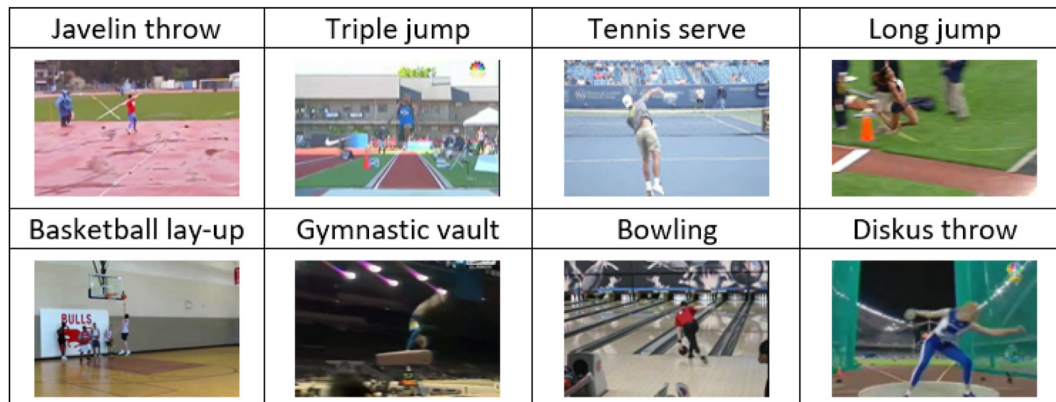 Javelin throw
Triple jump
Tennis serve
Long jump
Basketball lay-up
Gymnastic vault
Bowling
Diskus throw
BULLS